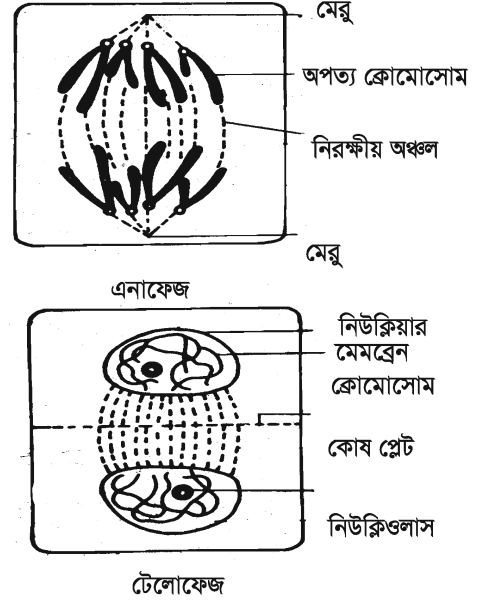 মেরু
অপত্য ক্রোমোসোম
নিরক্ষীয় অঞ্চল
মেরু
এনাফেজ
নিউক্লিয়ার
মেমব্রেন
ক্রোমোসোম
কোষ প্লেট
নিউক্লিওলাস
টেলোফেজ